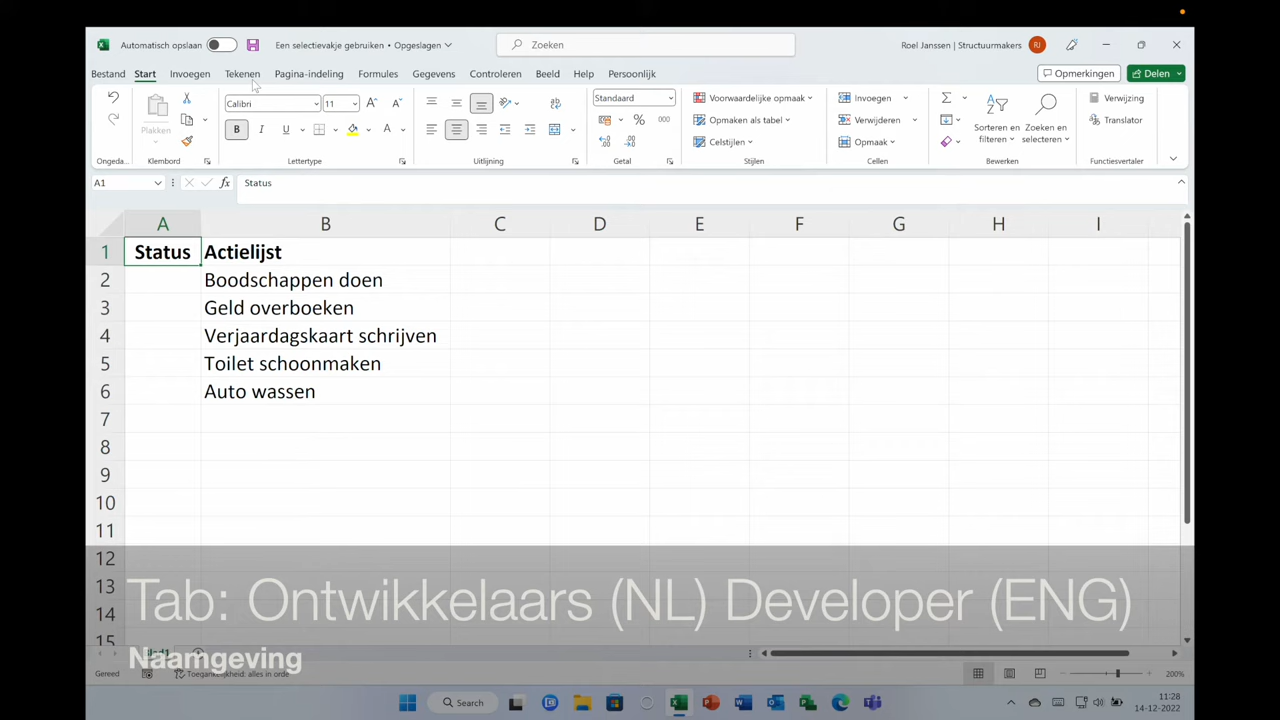 Automatisch opslaan
Een selectievakje gebruiken • Opgeslagen
Zoeken
Roel Janssen | Structuurmakers
RJ
Bestand Start Invoegen Tekenen Pagina-indeling Formules Gegevens Controleren Beeld Help Persoonlijk
Opmerkingen
Delen
Plakken
Calibri 11
B I U
Standaard
% 000
Voorwaardelijke opmaak
Opmaken als tabel
Celstijlen
Invoegen
Verwijderen
Opmaak
Sorteren en filteren
Zoeken en selecteren
Verwijzing
Translator
Ongeda... Klembord Lettertype Uitlijning Getal Stijlen Cellen Bewerken Functiesvertaler
A1 fx Status
A B C D E F G H I
1 Status Actielijst
2 Boodschappen doen
3 Geld overboeken
4 Verjaardagskaart schrijven
5 Toilet schoonmaken
6 Auto wassen
7
8
9
10
11
12
13
14
15
Tab: Ontwikkelaars (NL) Developer (ENG)
Naamgeving
Blad1
Gereed
Toegankelijkheid: alles in orde
200%
Search
11:28
14-12-2022